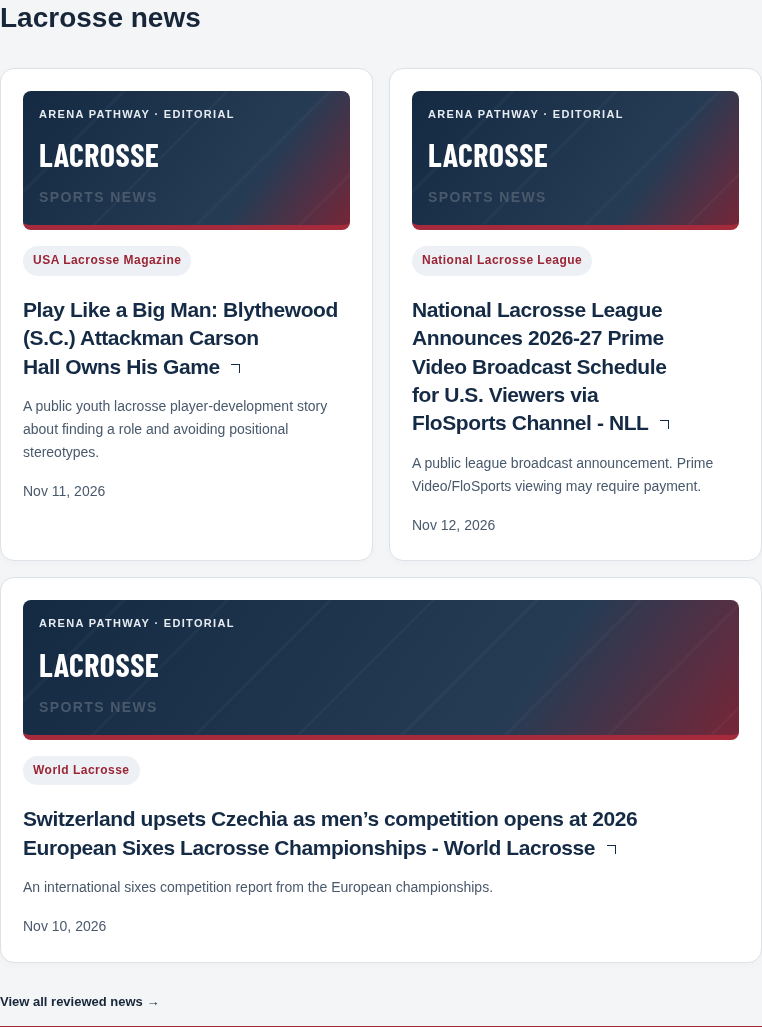 Lacrosse news
ARENA PATHWAY · EDITORIAL
LACROSSE
SPORTS NEWS
USA Lacrosse Magazine
Play Like a Big Man: Blythewood
(S.C.) Attackman Carson
Hall Owns His Game
A public youth lacrosse player-development story
about finding a role and avoiding positional
stereotypes.
Nov 11, 2026
ARENA PATHWAY · EDITORIAL
LACROSSE
SPORTS NEWS
National Lacrosse League
National Lacrosse League
Announces 2026-27 Prime
Video Broadcast Schedule
for U.S. Viewers via
FloSports Channel - NLL
A public league broadcast announcement. Prime
Video/FloSports viewing may require payment.
Nov 12, 2026
ARENA PATHWAY · EDITORIAL
LACROSSE
SPORTS NEWS
World Lacrosse
Switzerland upsets Czechia as men’s competition opens at 2026
European Sixes Lacrosse Championships - World Lacrosse
An international sixes competition report from the European championships.
Nov 10, 2026
View all reviewed news →